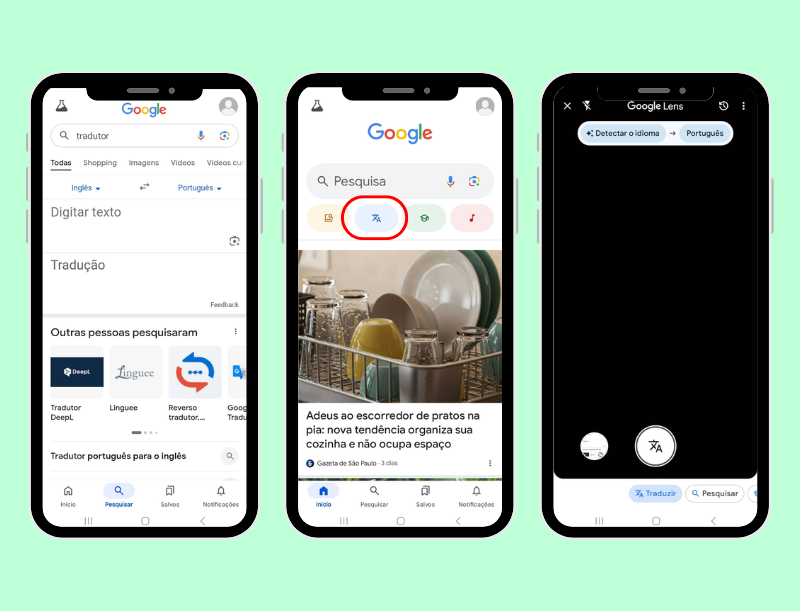 Google
tradutor
Todas Shopping Imagens Vídeos Vídeos cur
Inglês Português
Digitar texto
Tradução
Feedback
Outras pessoas pesquisaram
DeepL Linguee
Tradutor DeepL
Linguee
Reverso tradutor,...
Goog Tradu
Tradutor português para o inglês
Início Pesquisar Salvos Notificações
Google
Pesquisa
Adeus ao escorredor de pratos na
pia: nova tendência organiza sua
cozinha e não ocupa espaço
Gazeta de São Paulo · 3 dias
Início Pesquisar Salvos Notificações
Google Lens
Detectar o idioma → Português
Traduzir Pesquisar